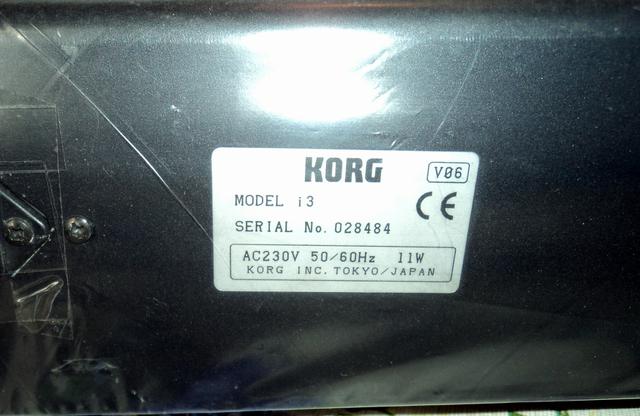 KORG
V06
MODEL i3
CE
SERIAL No. 028484
AC230V 50/60Hz 11W
KORG INC. TOKYO/JAPAN